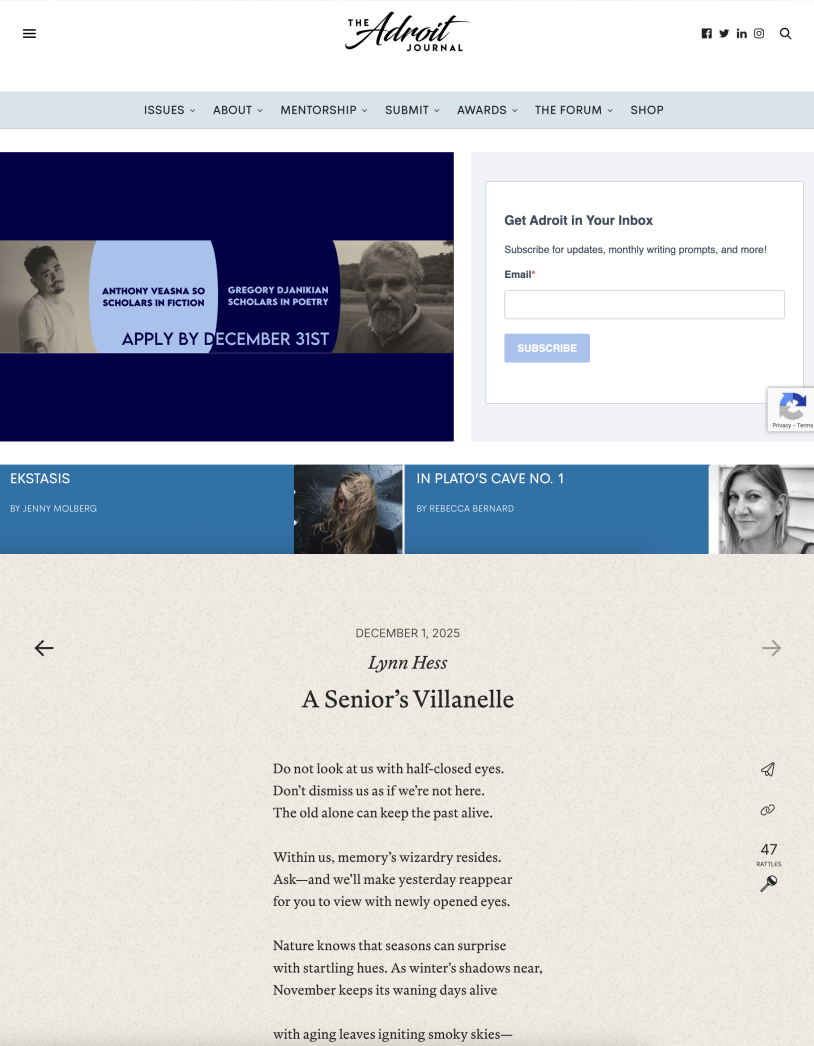 THE Adroit JOURNAL
ISSUES ABOUT MENTORSHIP SUBMIT AWARDS THE FORUM SHOP
ANTHONY VEASNA SO
SCHOLARS IN FICTION
GREGORY DJANIKIAN
SCHOLARS IN POETRY
APPLY BY DECEMBER 31ST
Get Adroit in Your Inbox
Subscribe for updates, monthly writing prompts, and more!
Email*
SUBSCRIBE
Privacy - Terms
EKSTASIS
BY JENNY MOLBERG
IN PLATO'S CAVE NO. 1
BY REBECCA BERNARD
DECEMBER 1, 2025
Lynn Hess
A Senior's Villanelle
Do not look at us with half-closed eyes.
Don't dismiss us as if we're not here.
The old alone can keep the past alive.
Within us, memory's wizardry resides.
Ask—and we'll make yesterday reappear
for you to view with newly opened eyes.
Nature knows that seasons can surprise
with startling hues. As winter's shadows near,
November keeps its waning days alive
with aging leaves igniting smoky skies—
47
RATTLES